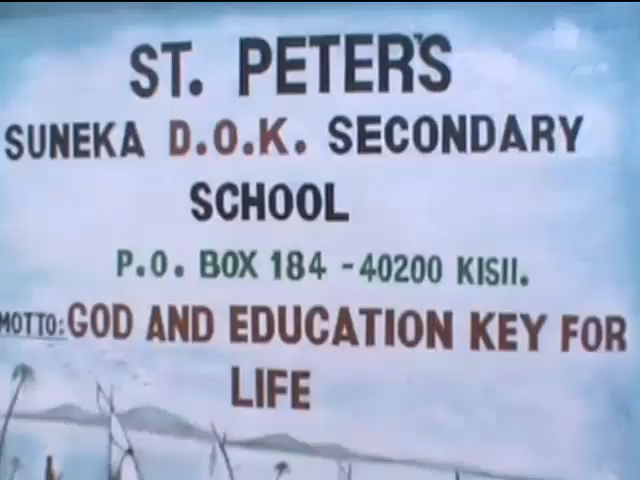 ST. PETER'S
SUNEKA D.O.K. SECONDARY
SCHOOL
P.O. BOX 184 - 40200 KISII.
MOTTO: GOD AND EDUCATION KEY FOR
LIFE